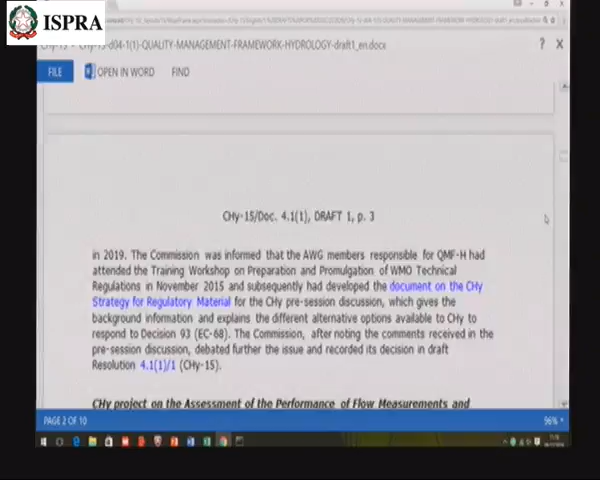 ISPRA
CHy-15 - CHy-15-d04-1(1)-QUALITY-MANAGEMENT-FRAMEWORK-HYDROLOGY-draft1_en.docx
? X
FILE OPEN IN WORD FIND
CHy-15/Doc. 4.1(1), DRAFT 1, p. 3
in 2019. The Commission was informed that the AWG members responsible for QMF-H had
attended the Training Workshop on Preparation and Promulgation of WMO Technical
Regulations in November 2015 and subsequently had developed the document on the CHy
Strategy for Regulatory Material for the CHy pre-session discussion, which gives the
background information and explains the different alternative options available to CHy to
respond to Decision 93 (EC-68). The Commission, after noting the comments received in the
pre-session discussion, debated further the issue and recorded its decision in draft
Resolution 4.1(1)/1 (CHy-15).
CHy project on the Assessment of the Performance of Flow Measurements and
PAGE 2 OF 10
96%